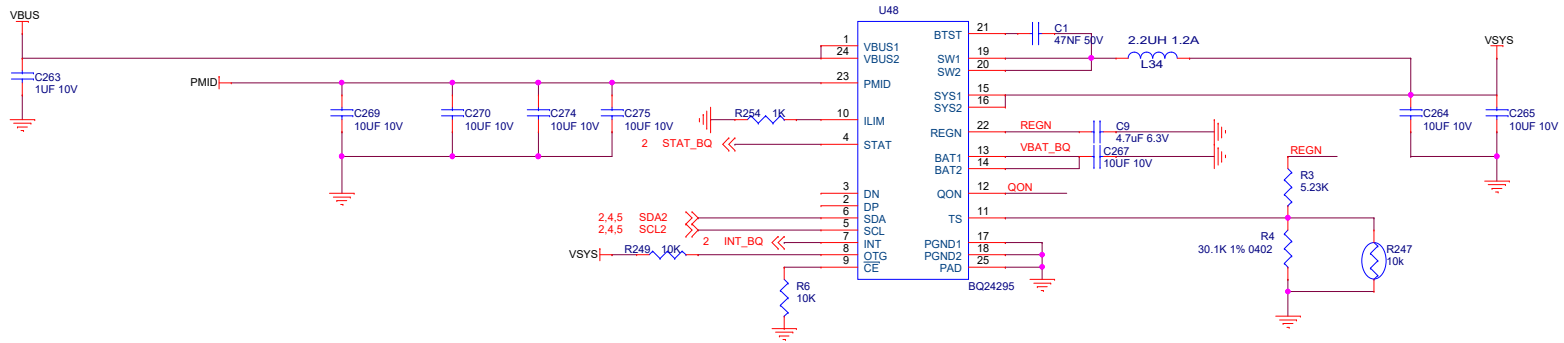 VBUS
C263
1UF 10V
PMID
C269
10UF 10V
C270
10UF 10V
C274
10UF 10V
C275
10UF 10V
R254 1K
2 STAT_BQ
2,4,5 SDA2
2,4,5 SCL2
2 INT_BQ
VSYS
R249 10K
R6
10K
U48
1 VBUS1
24 VBUS2
23 PMID
10 ILIM
4 STAT
3 DN
2 DP
6 SDA
5 SCL
7 INT
8 OTG
9 CE
BTST 21
SW1 19
SW2 20
SYS1 15
SYS2 16
REGN 22
BAT1 13
BAT2 14
QON 12
TS 11
PGND1 17
PGND2 18
PAD 25
BQ24295
C1
47NF 50V
2.2UH 1.2A
L34
VSYS
C264
10UF 10V
C265
10UF 10V
REGN
C9
4.7uF 6.3V
VBAT_BQ
C267
10UF 10V
QON
REGN
R3
5.23K
R4
30.1K 1% 0402
R247
10k